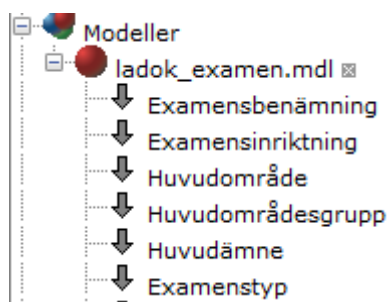 Modeller
ladok_examen.mdl
Examensbenämning
Examensinriktning
Huvudområde
Huvudområdesgrupp
Huvudämne
Examenstyp